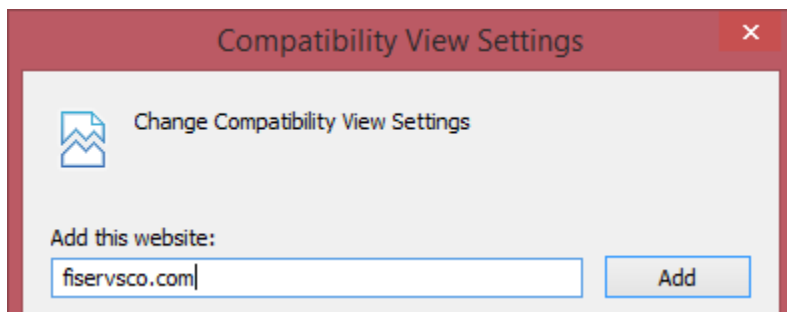 Compatibility View Settings
Change Compatibility View Settings
Add this website:
fiservsco.com
Add